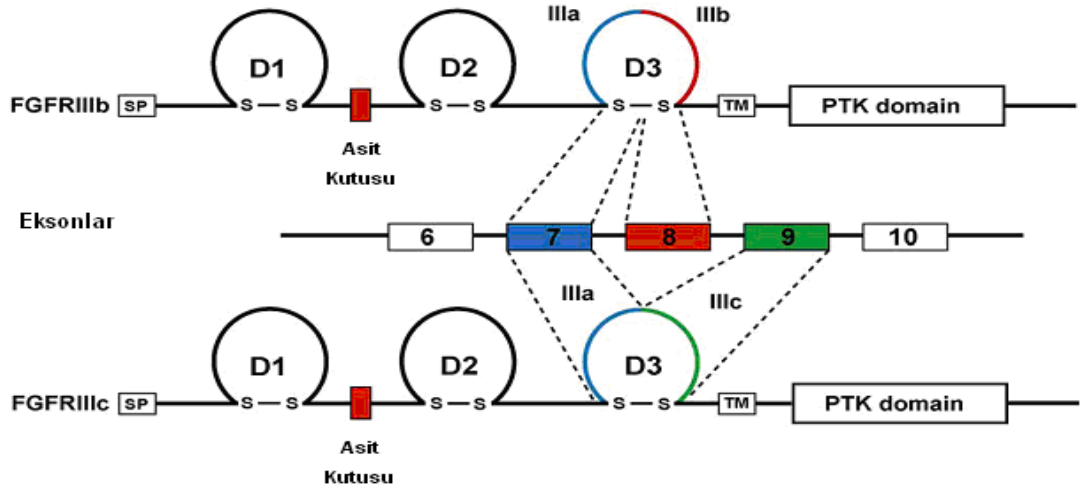 IIIa IIIb
D1 D2 D3
FGFRIIIb SP S — S S — S S — S TM PTK domain
Asit
Kutusu
Eksonlar
6 7 8 9 10
IIIa IIIc
D1 D2 D3
FGFRIIIc SP S — S S — S S — S TM PTK domain
Asit
Kutusu